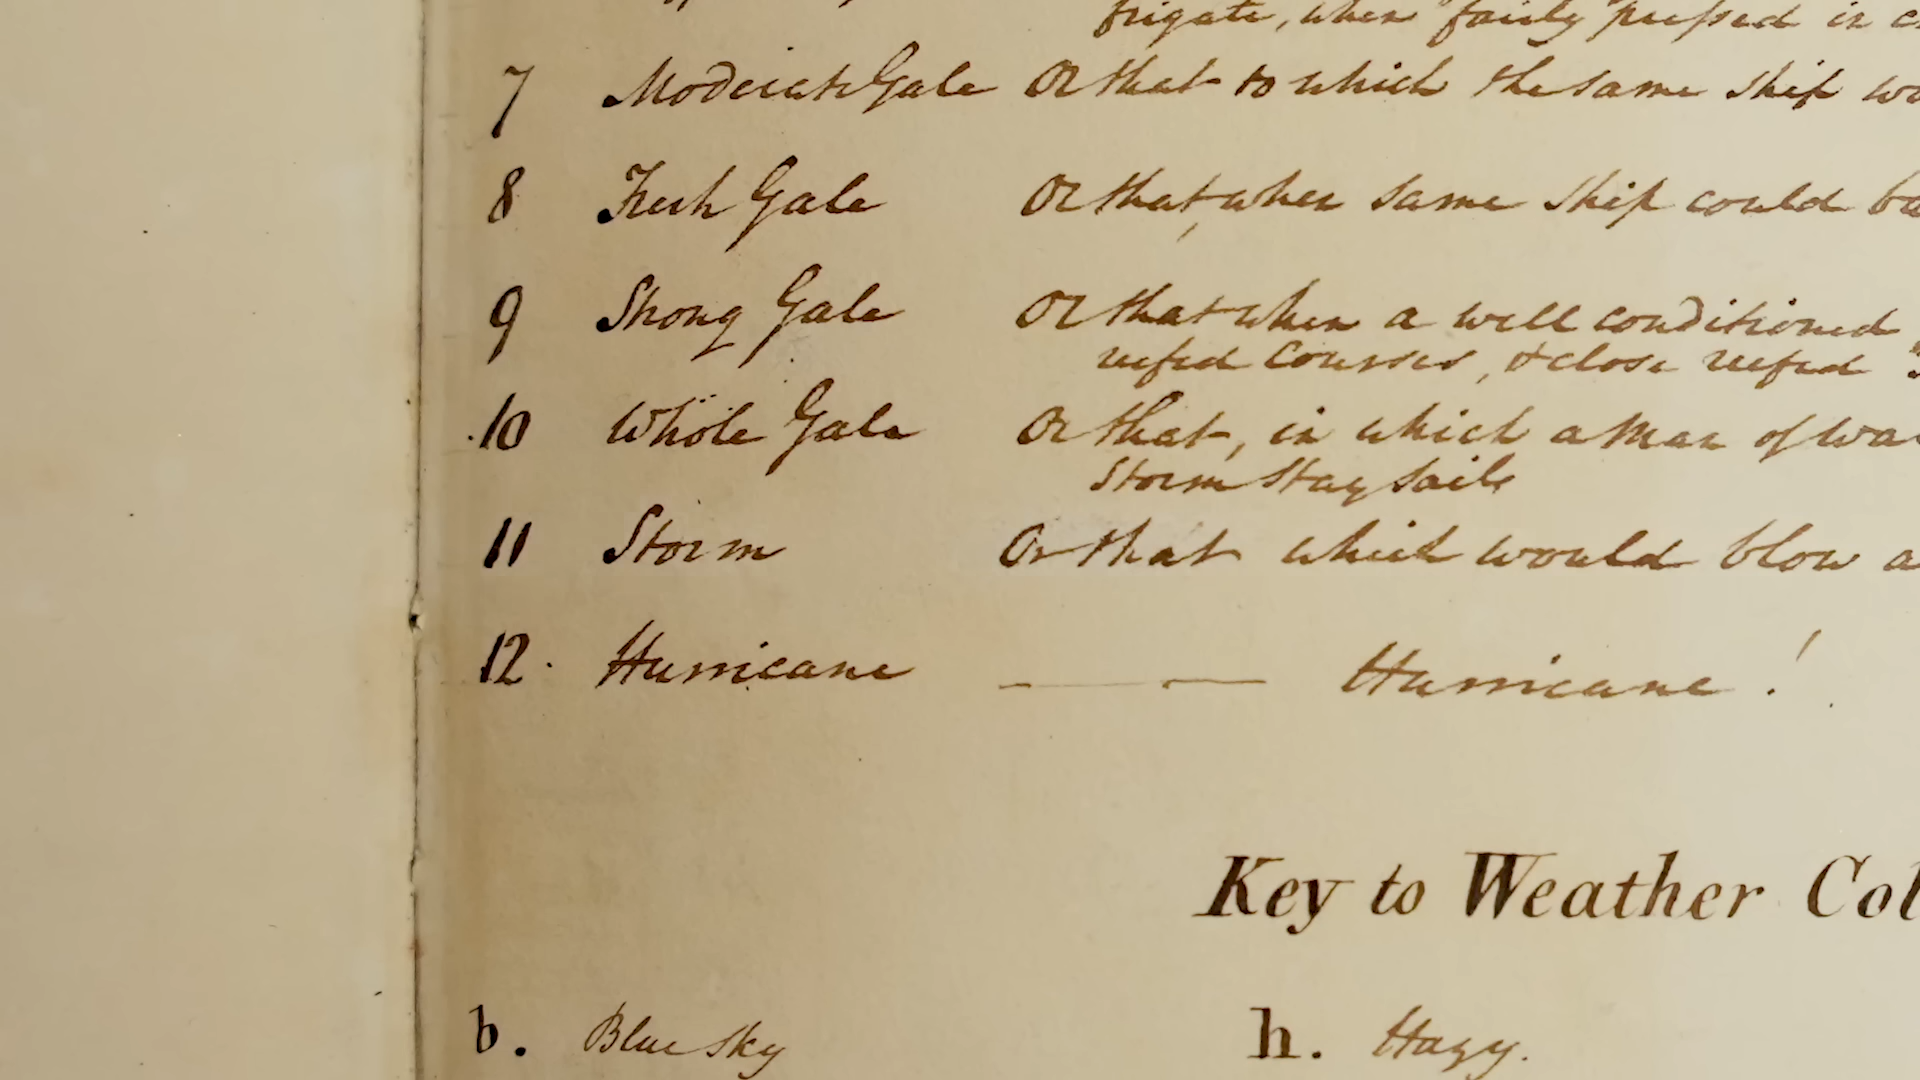 frigate, when "fairly" pressed in
7 Moderate Gale Or that to which the same ship
8 Fresh Gale Or that, when same ship could
9 Strong Gale Or that when a well conditioned
reefed Courses, & close reefed
10 Whole Gale Or that, in which a Man of
Storm Stay Sails
11 Storm Or that which would blow
12. Hurricane — — Hurricane!
Key to Weather Col
b. Blue Sky h. Hazy.